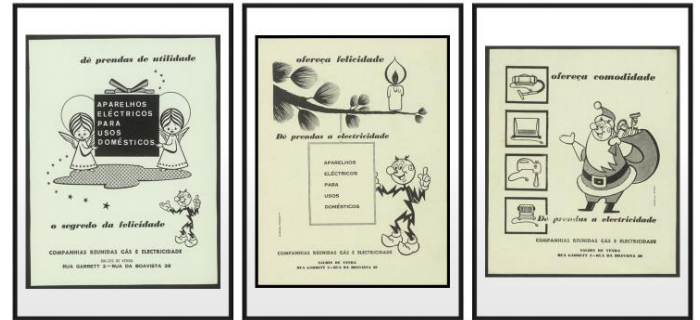 dê prendas de utilidade
APARELHOS
ELÉCTRICOS
PARA
USOS
DOMÉSTICOS
o segredo da felicidade
COMPANHIAS REUNIDAS GÁS E ELECTRICIDADE
SALÕES DE VENDA
RUA GARRETT 2—RUA DA BOAVISTA 28
ofereça felicidade
Dê prendas a electricidade
APARELHOS
ELÉCTRICOS
PARA
USOS
DOMÉSTICOS
COMPANHIAS REUNIDAS GÁS E ELECTRICIDADE
SALÕES DE VENDA
RUA GARRETT 2—RUA DA BOAVISTA 28
ofereça comodidade
Dê prendas a electricidade
COMPANHIAS REUNIDAS GÁS E ELECTRICIDADE
SALÕES DE VENDA
RUA GARRETT 2—RUA DA BOAVISTA 28